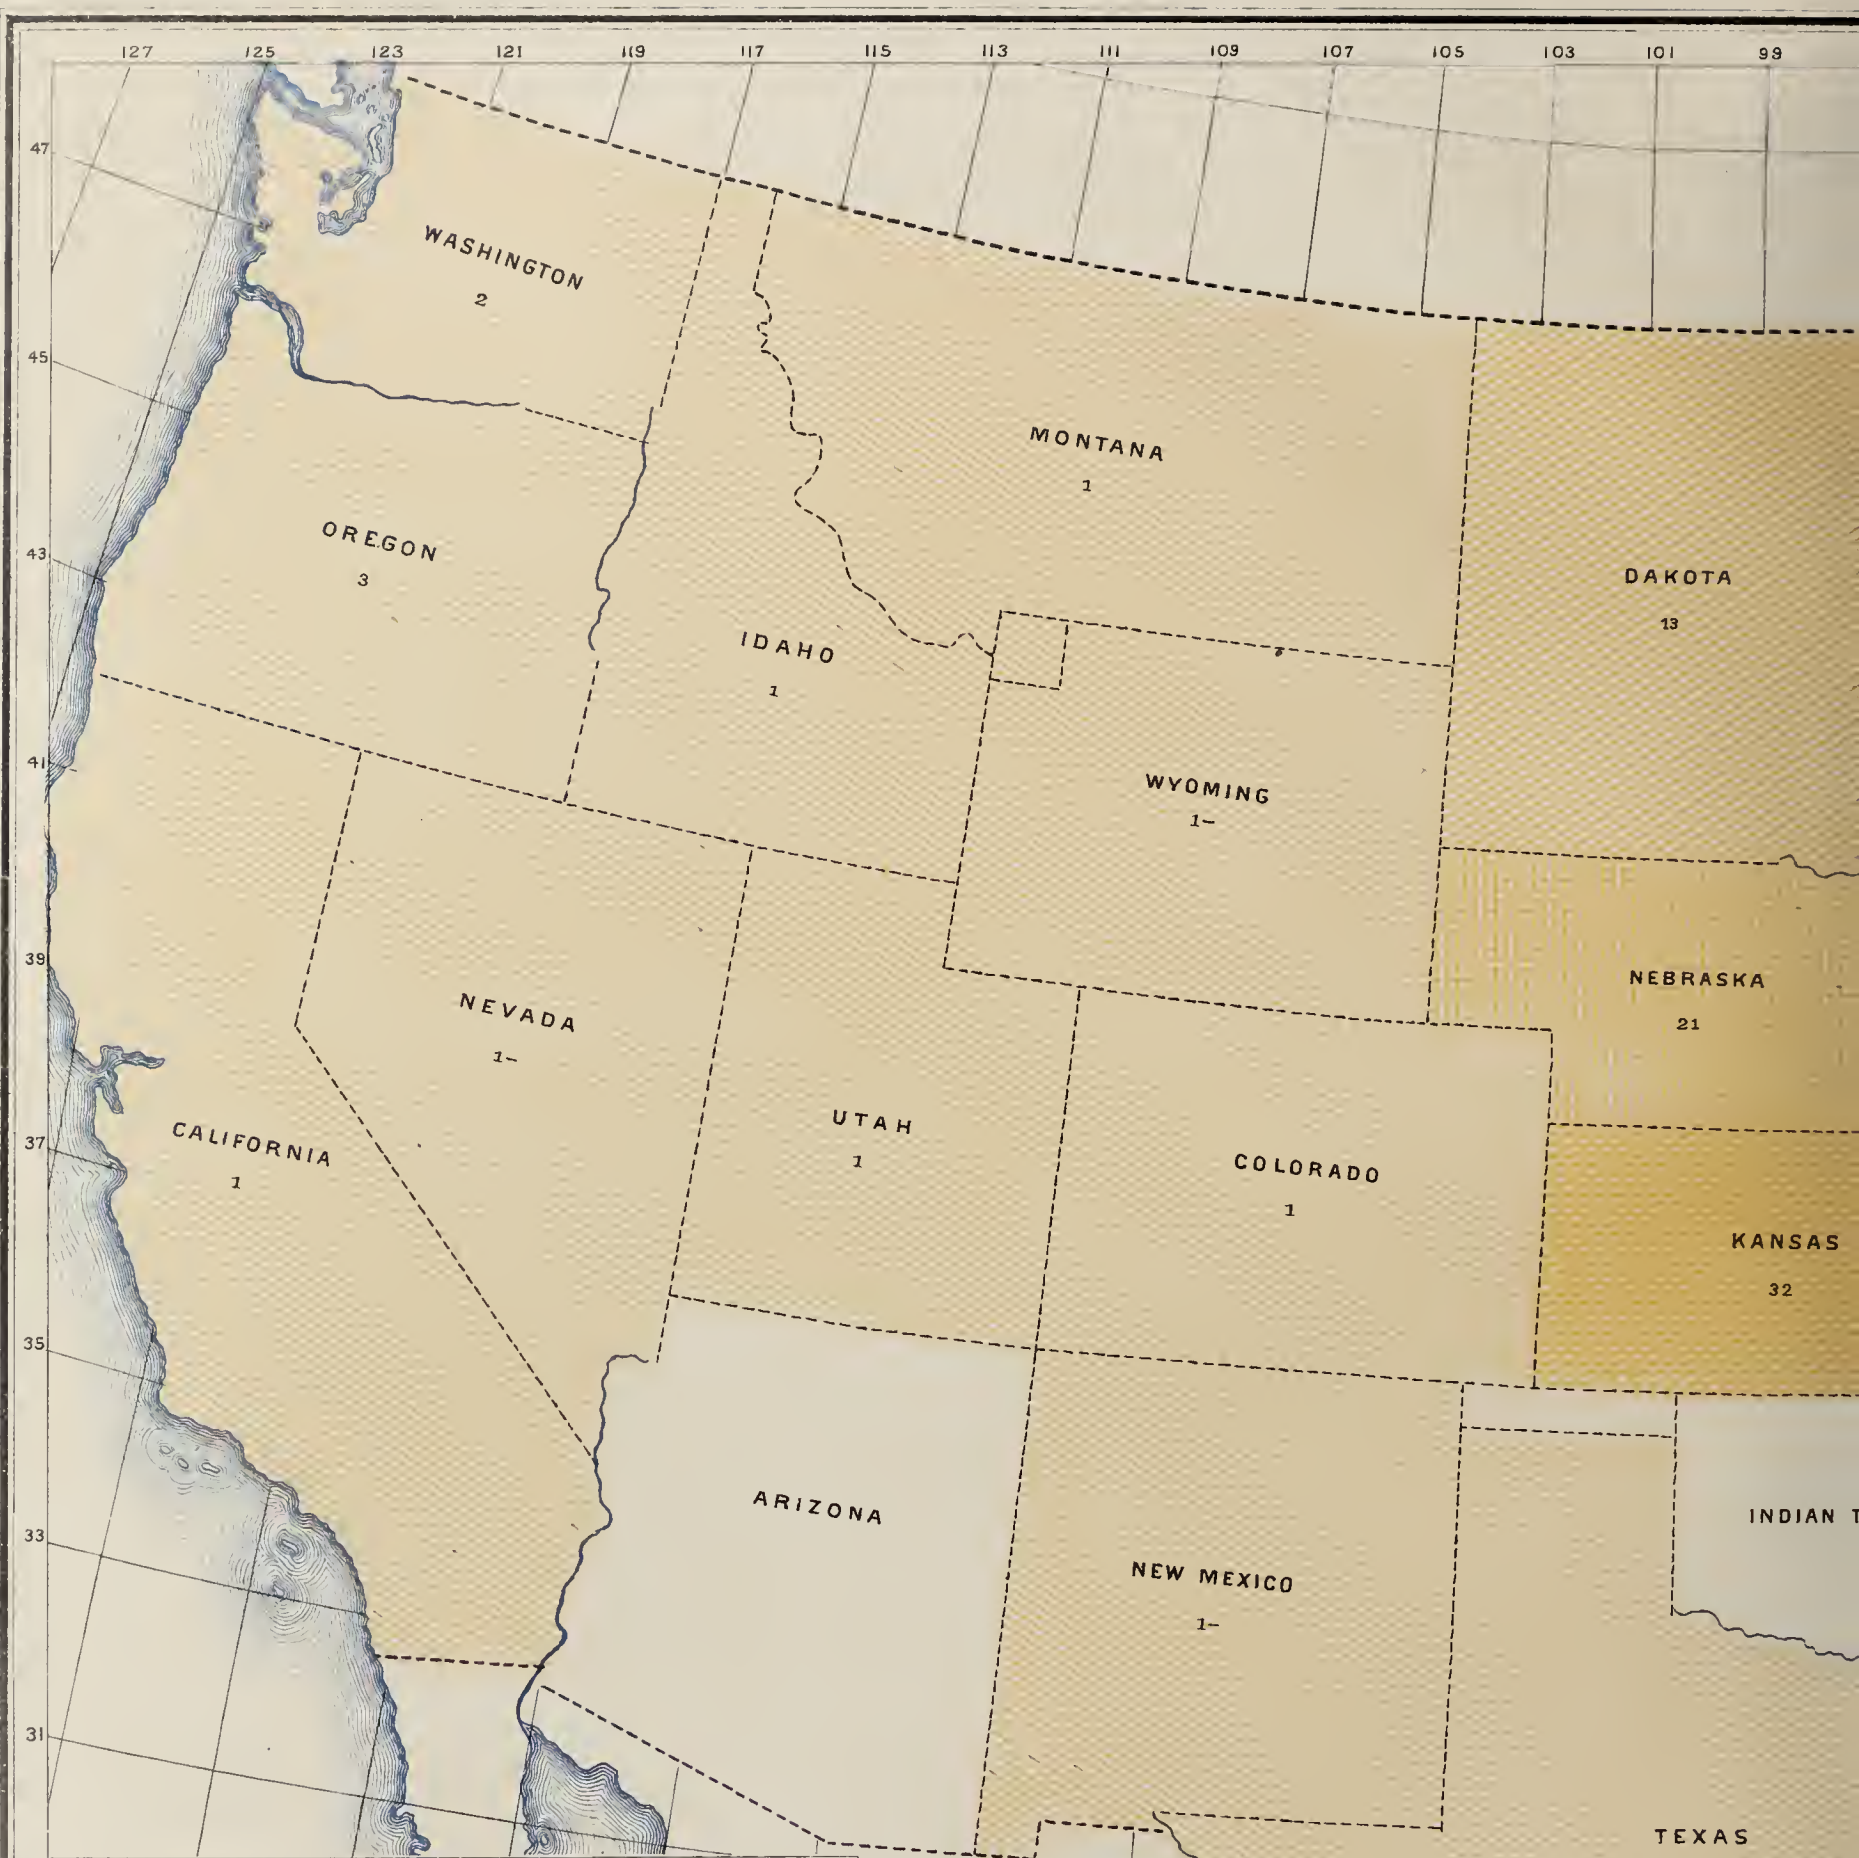 127 125 123 121 119 117 115 113 111 109 107 105 103 101 99
47
WASHINGTON
2
45
MONTANA
1
43
OREGON
3
DAKOTA
13
IDAHO
1
41
WYOMING
1-
39
NEBRASKA
21
NEVADA
1-
37
CALIFORNIA
1
UTAH
1
COLORADO
1
KANSAS
32
35
ARIZONA
33
INDIAN T
NEW MEXICO
1-
31
TEXAS